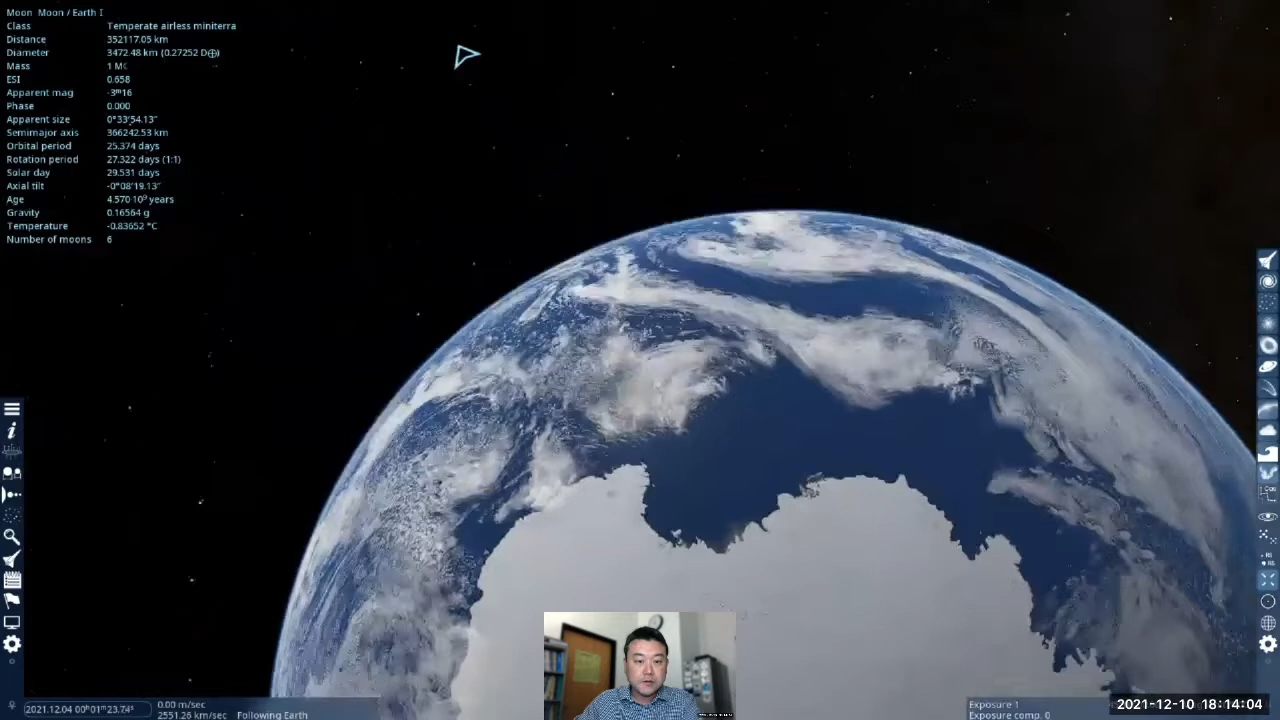 Moon Moon / Earth I
Class Temperate airless miniterra
Distance 352117.05 km
Diameter 3472.48 km (0.27252 D⊕)
Mass 1 M☾
ESI 0.658
Apparent mag -3ᵐ16
Phase 0.000
Apparent size 0°33'54.13"
Semimajor axis 366242.53 km
Orbital period 25.374 days
Rotation period 27.322 days (1:1)
Solar day 29.531 days
Axial tilt -0°08'19.13"
Age 4.570·10⁹ years
Gravity 0.16564 g
Temperature -0.83652 °C
Number of moons 6
2021.12.04 00ʰ01ᵐ23.74ˢ
0.00 m/sec
2551.26 km/sec Following Earth
Exposure 1
Exposure comp. 0
2021-12-10 18:14:04